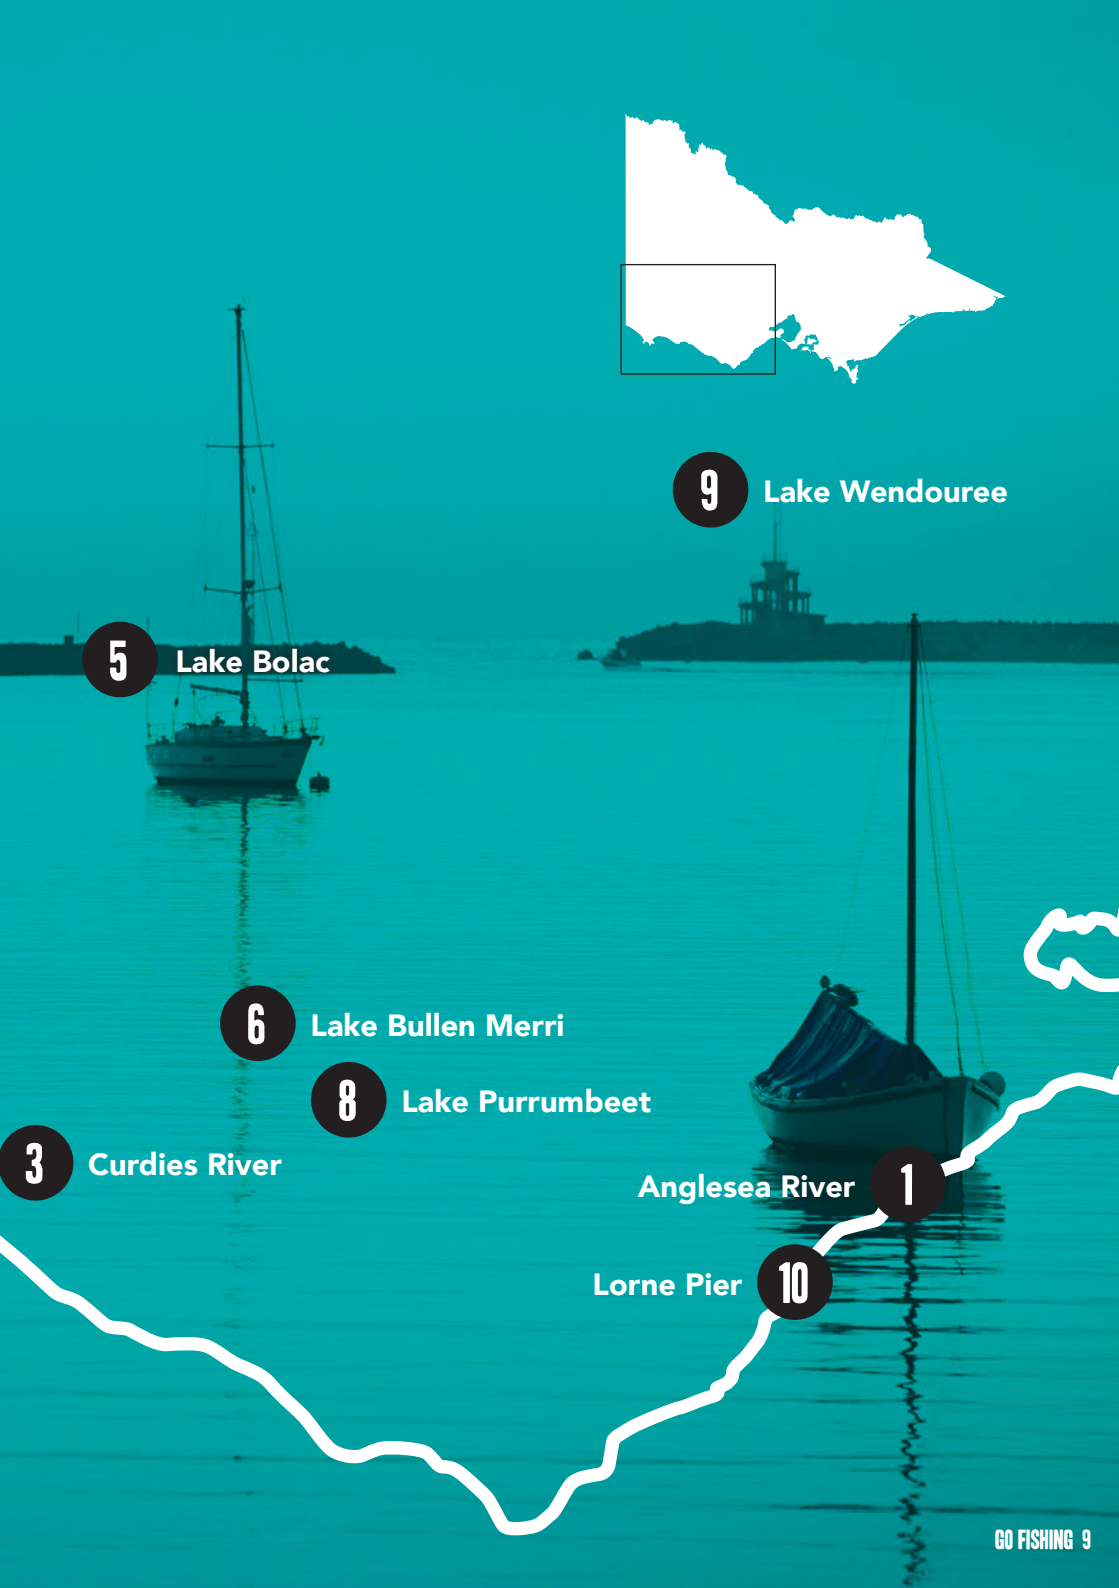 9 Lake Wendouree
5 Lake Bolac
6 Lake Bullen Merri
8 Lake Purrumbeet
3 Curdies River
Anglesea River 1
Lorne Pier 10
GO FISHING 9